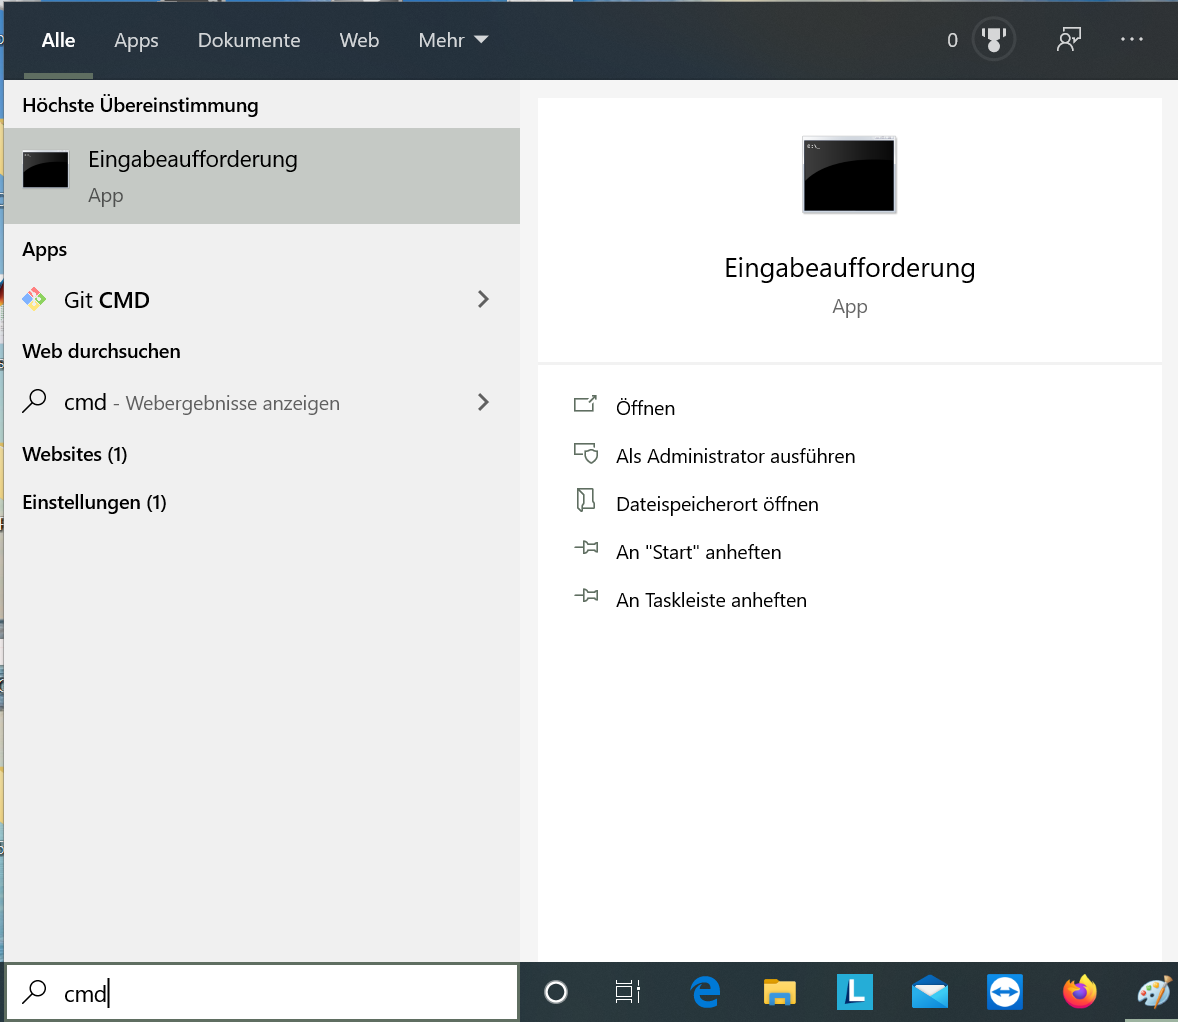 Alle Apps Dokumente Web Mehr 0
Höchste Übereinstimmung
Eingabeaufforderung
App
Apps
Git CMD
Web durchsuchen
cmd - Webergebnisse anzeigen
Websites (1)
Einstellungen (1)
Eingabeaufforderung
App
Öffnen
Als Administrator ausführen
Dateispeicherort öffnen
An "Start" anheften
An Taskleiste anheften
cmd
L